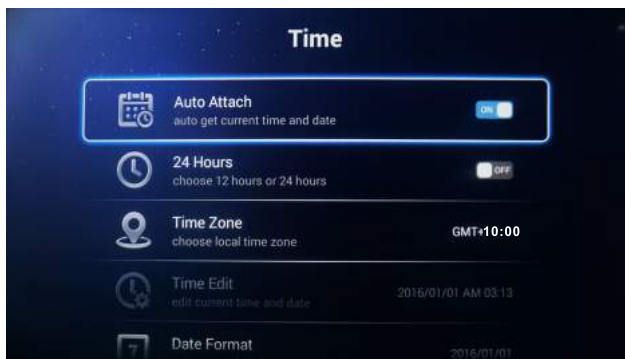 Time
Auto Attach
auto get current time and date
ON
24 Hours
choose 12 hours or 24 hours
OFF
Time Zone
choose local time zone
GMT+10:00
Time Edit
edit current time and date
2016/01/01 AM 03:13
Date Format
2016/01/01
7